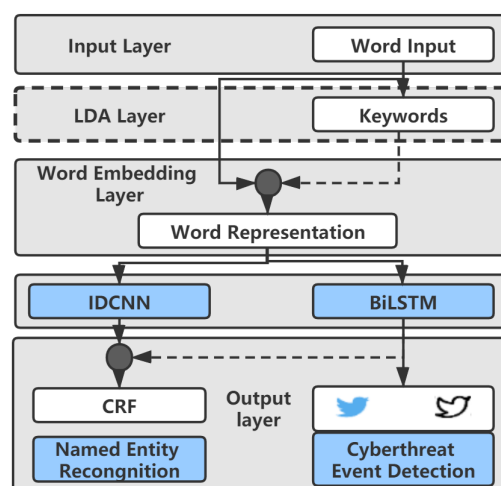 Input Layer
Word Input
LDA Layer
Keywords
Word Embedding
Layer
Word Representation
IDCNN
BiLSTM
CRF
Output
layer
Named Entity
Recongnition
Cyberthreat
Event Detection